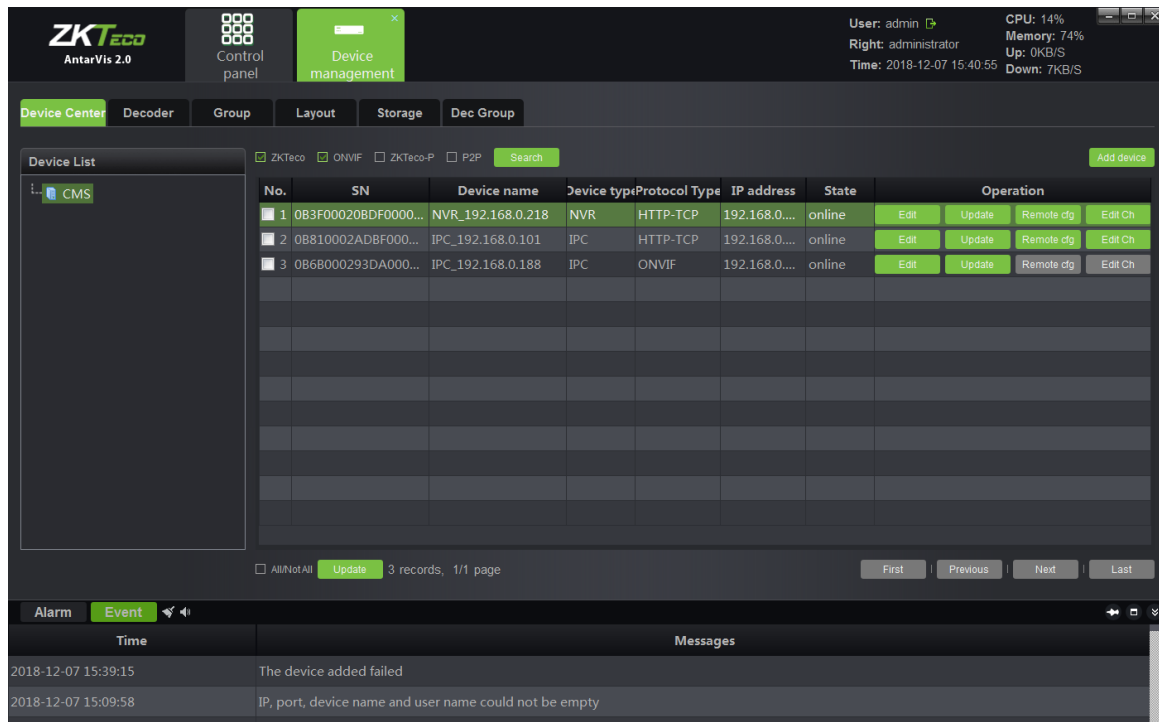 ZKTECO
AntarVis 2.0
Control panel
Device management
User: admin
Right: administrator
Time: 2018-12-07 15:40:55
CPU: 14%
Memory: 74%
Up: 0KB/S
Down: 7KB/S
Device Center Decoder Group Layout Storage Dec Group
Device List
CMS
ZKTeco ONVIF ZKTeco-P P2P Search Add device
No. SN Device name Device type Protocol Type IP address State Operation
1 0B3F00020BDF0000... NVR_192.168.0.218 NVR HTTP-TCP 192.168.0.... online Edit Update Remote cfg Edit Ch
2 0B810002ADBF000... IPC_192.168.0.101 IPC HTTP-TCP 192.168.0.... online Edit Update Remote cfg Edit Ch
3 0B6B000293DA000... IPC_192.168.0.188 IPC ONVIF 192.168.0.... online Edit Update Remote cfg Edit Ch
All/NotAll Update 3 records, 1/1 page First Previous Next Last
Alarm Event
Time Messages
2018-12-07 15:39:15 The device added failed
2018-12-07 15:09:58 IP, port, device name and user name could not be empty